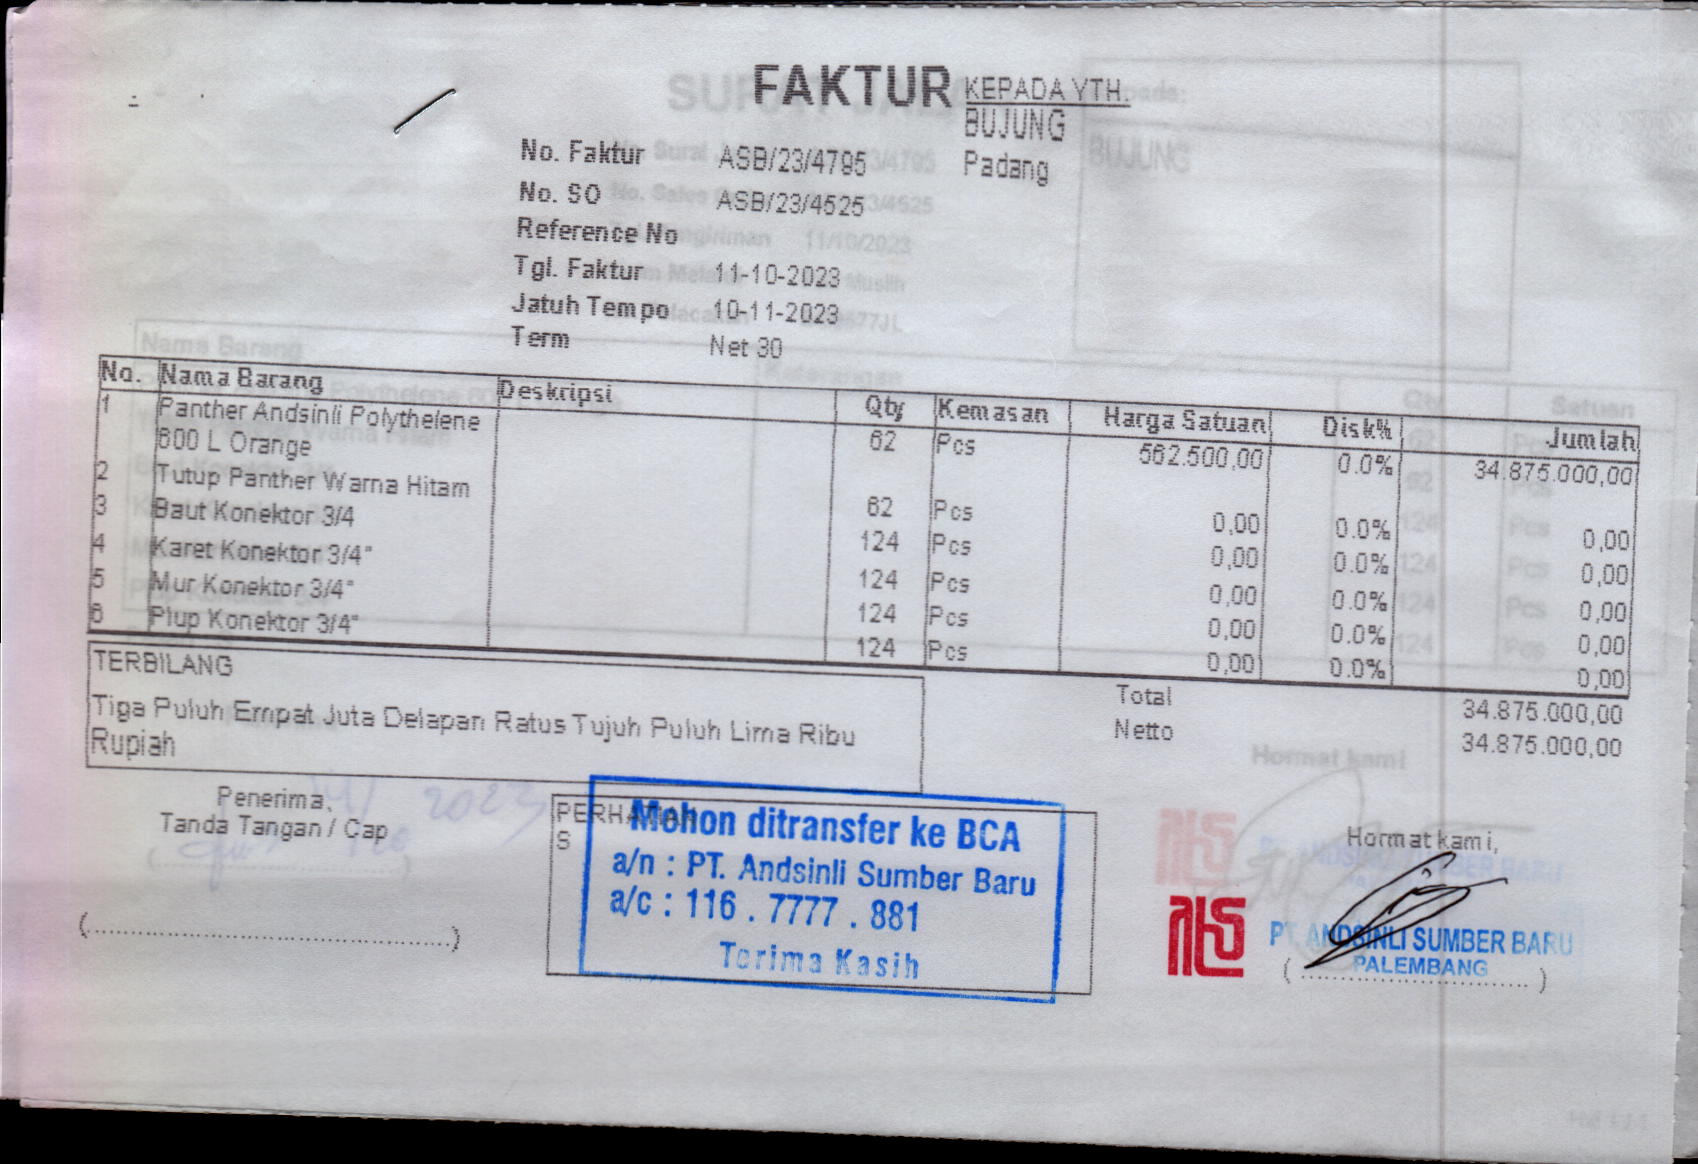 FAKTUR
KEPADA YTH.
BUJUNG
Padang
No. Faktur ASB/23/4795
No. SO ASB/23/4525
Reference No
Tgl. Faktur 11-10-2023
Jatuh Tempo 10-11-2023
Term Net 30
No. Nama Barang Deskripsi Qty Kemasan Harga Satuan Disk% Jumlah
1 Panther Andsinli Polythelene 600 L Orange 62 Pcs 562.500,00 0.0% 34.875.000,00
2 Tutup Panther Warna Hitam 62 Pcs 0,00 0.0% 0,00
3 Baut Konektor 3/4 124 Pcs 0,00 0.0% 0,00
4 Karet Konektor 3/4" 124 Pcs 0,00 0.0% 0,00
5 Mur Konektor 3/4" 124 Pcs 0,00 0.0% 0,00
6 Plup Konektor 3/4" 124 Pcs 0,00 0.0% 0,00
TERBILANG
Tiga Puluh Empat Juta Delapan Ratus Tujuh Puluh Lima Ribu
Rupiah
Total 34.875.000,00
Netto 34.875.000,00
Penerima,
Tanda Tangan / Cap
PERHATIAN
S
Mohon ditransfer ke BCA
a/n : PT. Andsinli Sumber Baru
a/c : 116 . 7777 . 881
Terima Kasih
Hormat kami,
PT. ANDSINLI SUMBER BARU
PALEMBANG